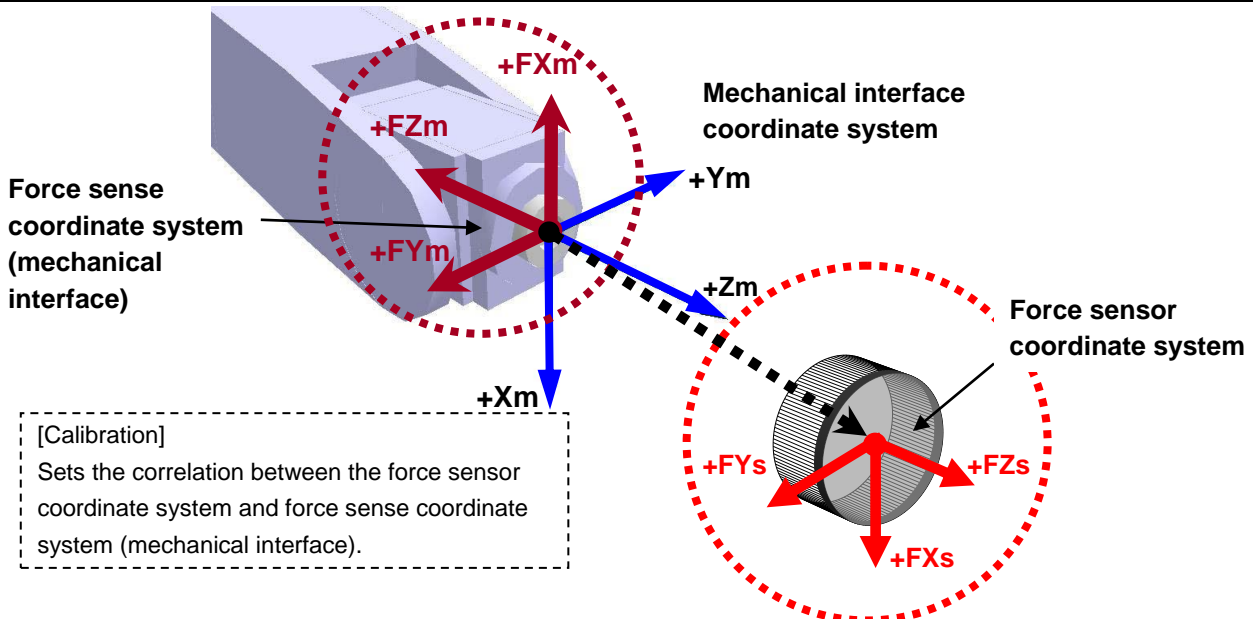 +FXm
Mechanical interface
coordinate system
+FZm
+Ym
Force sense
coordinate system
(mechanical
interface)
+FYm
+Zm
Force sensor
coordinate system
+Xm
[Calibration]
Sets the correlation between the force sensor
coordinate system and force sense coordinate
system (mechanical interface).
+FYs
+FZs
+FXs